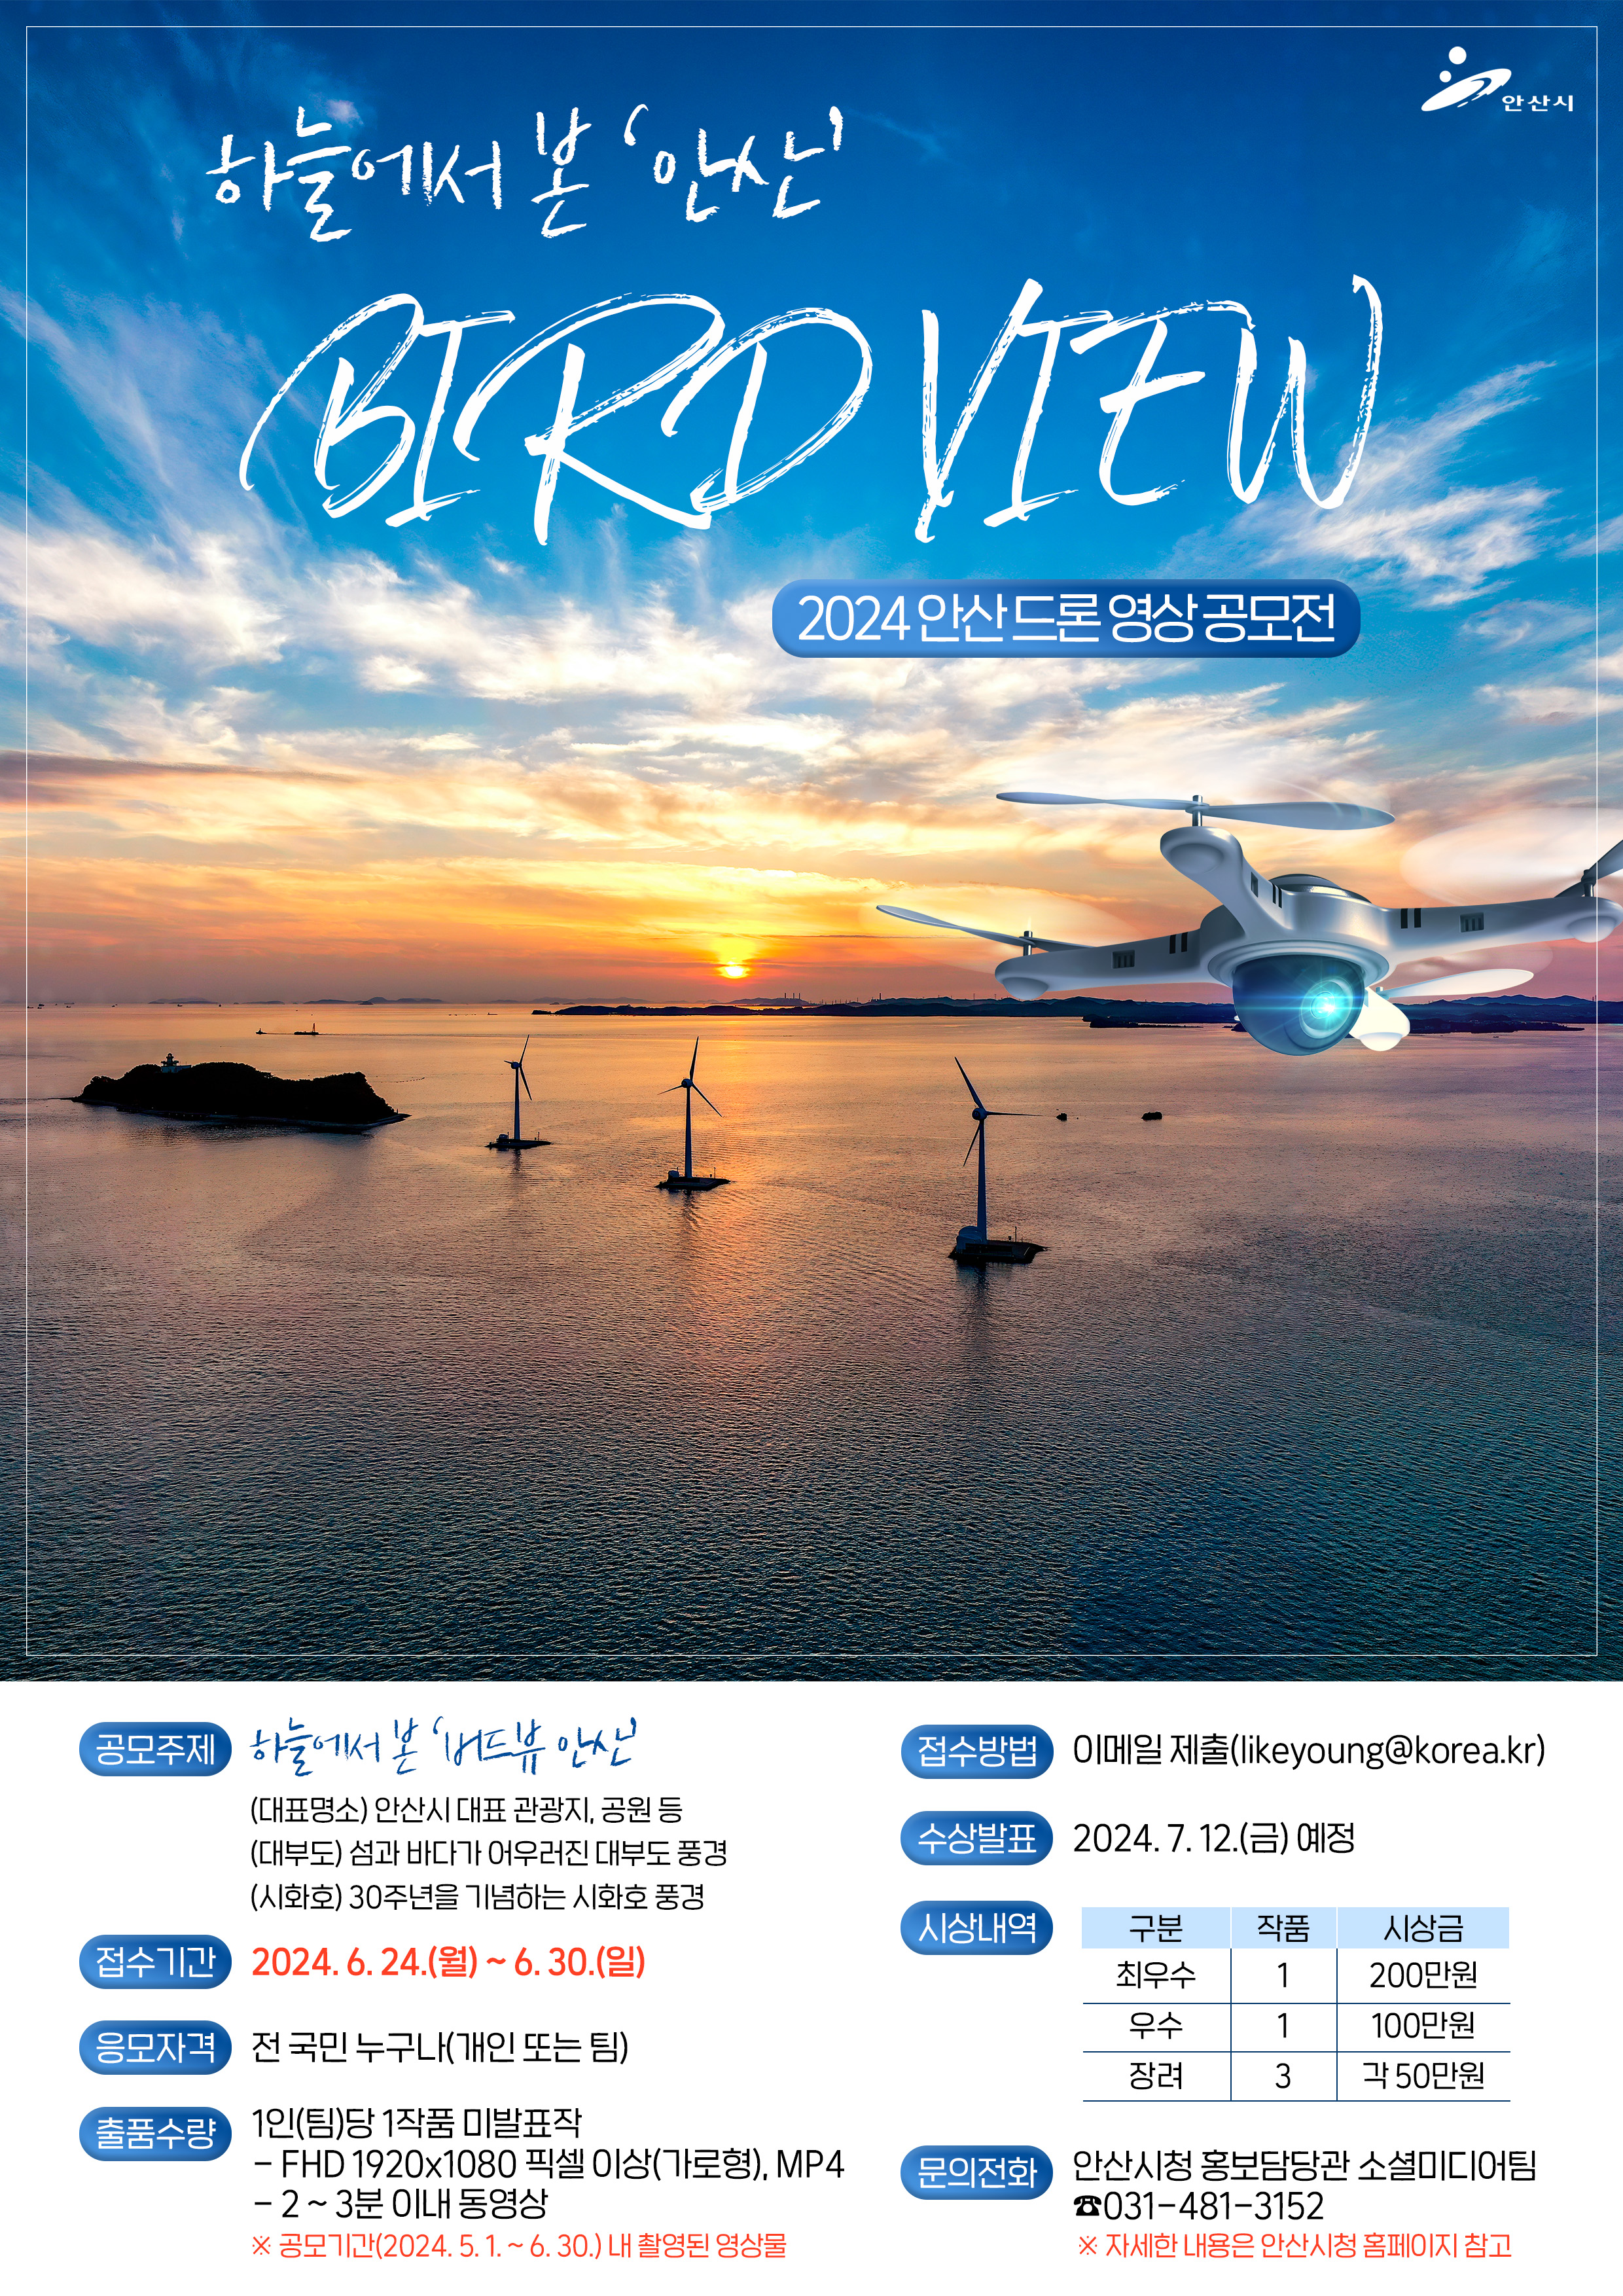 안산시
하늘에서 본 '안산'
BIRD VIEW
2024 안산 드론 영상 공모전
공모주제 하늘에서 본 '버드뷰 안산'
(대표명소) 안산시 대표 관광지, 공원 등
(대부도) 섬과 바다가 어우러진 대부도 풍경
(시화호) 30주년을 기념하는 시화호 풍경
접수기간 2024. 6. 24.(월) ~ 6. 30.(일)
응모자격 전 국민 누구나(개인 또는 팀)
출품수량 1인(팀)당 1작품 미발표작
- FHD 1920x1080 픽셀 이상(가로형), MP4
- 2 ~ 3분 이내 동영상
※ 공모기간(2024. 5. 1. ~ 6. 30.) 내 촬영된 영상물
접수방법 이메일 제출(likeyoung@korea.kr)
수상발표 2024. 7. 12.(금) 예정
시상내역
구분 작품 시상금
최우수 1 200만원
우수 1 100만원
장려 3 각 50만원
문의전화 안산시청 홍보담당관 소셜미디어팀
☎031-481-3152
※ 자세한 내용은 안산시청 홈페이지 참고